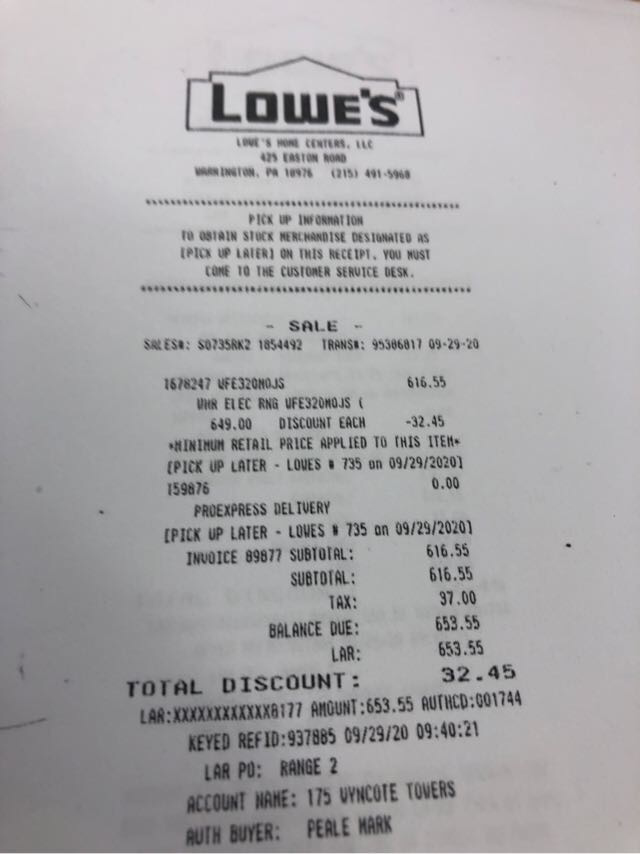 LOWE'S®
LOWE'S HOME CENTERS, LLC
425 EASTON ROAD
WARRINGTON, PA 18976 (215) 491-5968
PICK UP INFORMATION
TO OBTAIN STOCK MERCHANDISE DESIGNATED AS
[PICK UP LATER] ON THIS RECEIPT, YOU MUST
COME TO THE CUSTOMER SERVICE DESK.
- SALE -
SALES#: S0735RK2 1854492 TRANS#: 95306817 09-29-20
1678247 WFE320M0JS 616.55
WHR ELEC RNG WFE320M0JS (
649.00 DISCOUNT EACH -32.45
*MINIMUM RETAIL PRICE APPLIED TO THIS ITEM*
[PICK UP LATER - LOWES # 735 on 09/29/2020]
159876 0.00
PROEXPRESS DELIVERY
[PICK UP LATER - LOWES # 735 on 09/29/2020]
INVOICE 89877 SUBTOTAL: 616.55
SUBTOTAL: 616.55
TAX: 37.00
BALANCE DUE: 653.55
LAR: 653.55
TOTAL DISCOUNT: 32.45
LAR:XXXXXXXXXXXX8177 AMOUNT:653.55 AUTHCD:001744
KEYED REFID:937885 09/29/20 09:40:21
LAR PO: RANGE 2
ACCOUNT NAME: 175 WYNCOTE TOWERS
AUTH BUYER: PEALE MARK